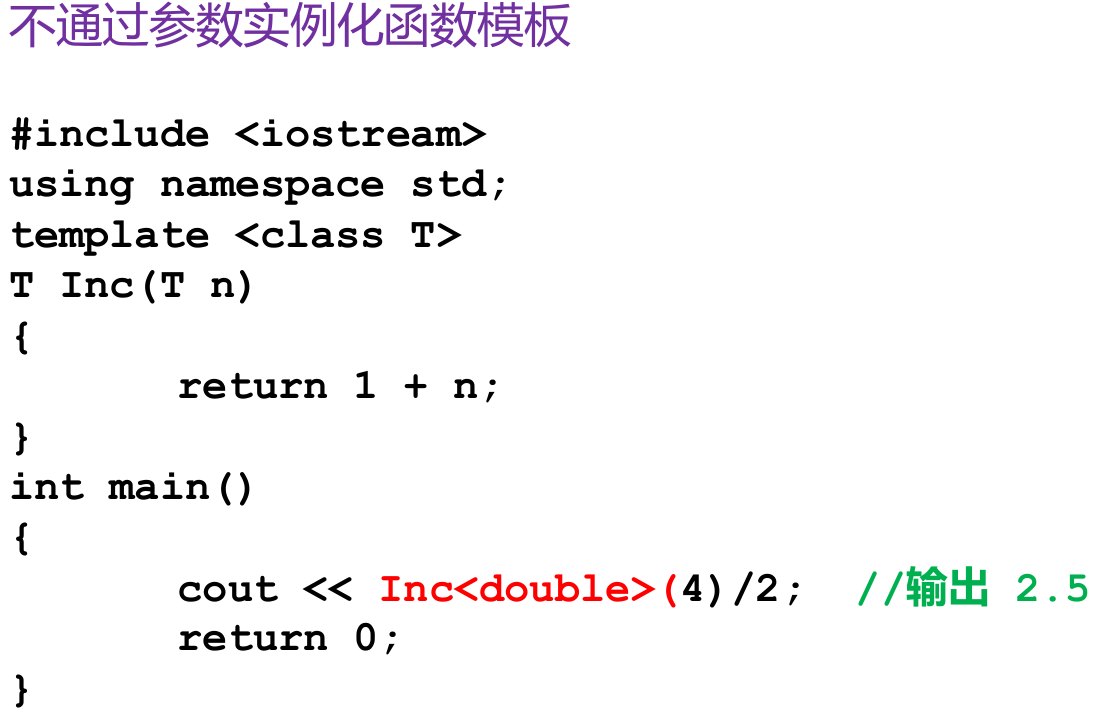 不通过参数实例化函数模板
#include <iostream>
using namespace std;
template <class T>
T Inc(T n)
{
return 1 + n;
}
int main()
{
cout << Inc<double>(4)/2; //输出 2.5
return 0;
}